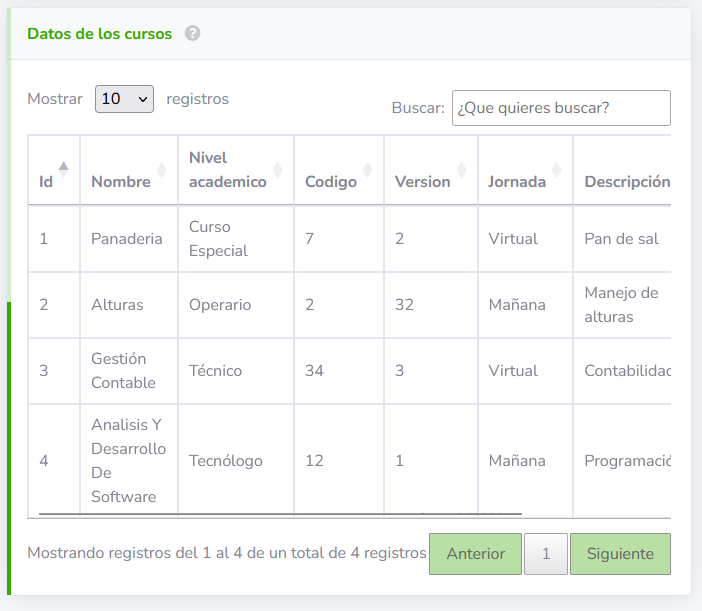 Datos de los cursos ?
Mostrar 10 registros
Buscar: ¿Que quieres buscar?
Id Nombre Nivel academico Codigo Version Jornada Descripción
1 Panaderia Curso Especial 7 2 Virtual Pan de sal
2 Alturas Operario 2 32 Mañana Manejo de alturas
3 Gestión Contable Técnico 34 3 Virtual Contabilidad
4 Analisis Y Desarrollo De Software Tecnólogo 12 1 Mañana Programació
Mostrando registros del 1 al 4 de un total de 4 registros Anterior 1 Siguiente